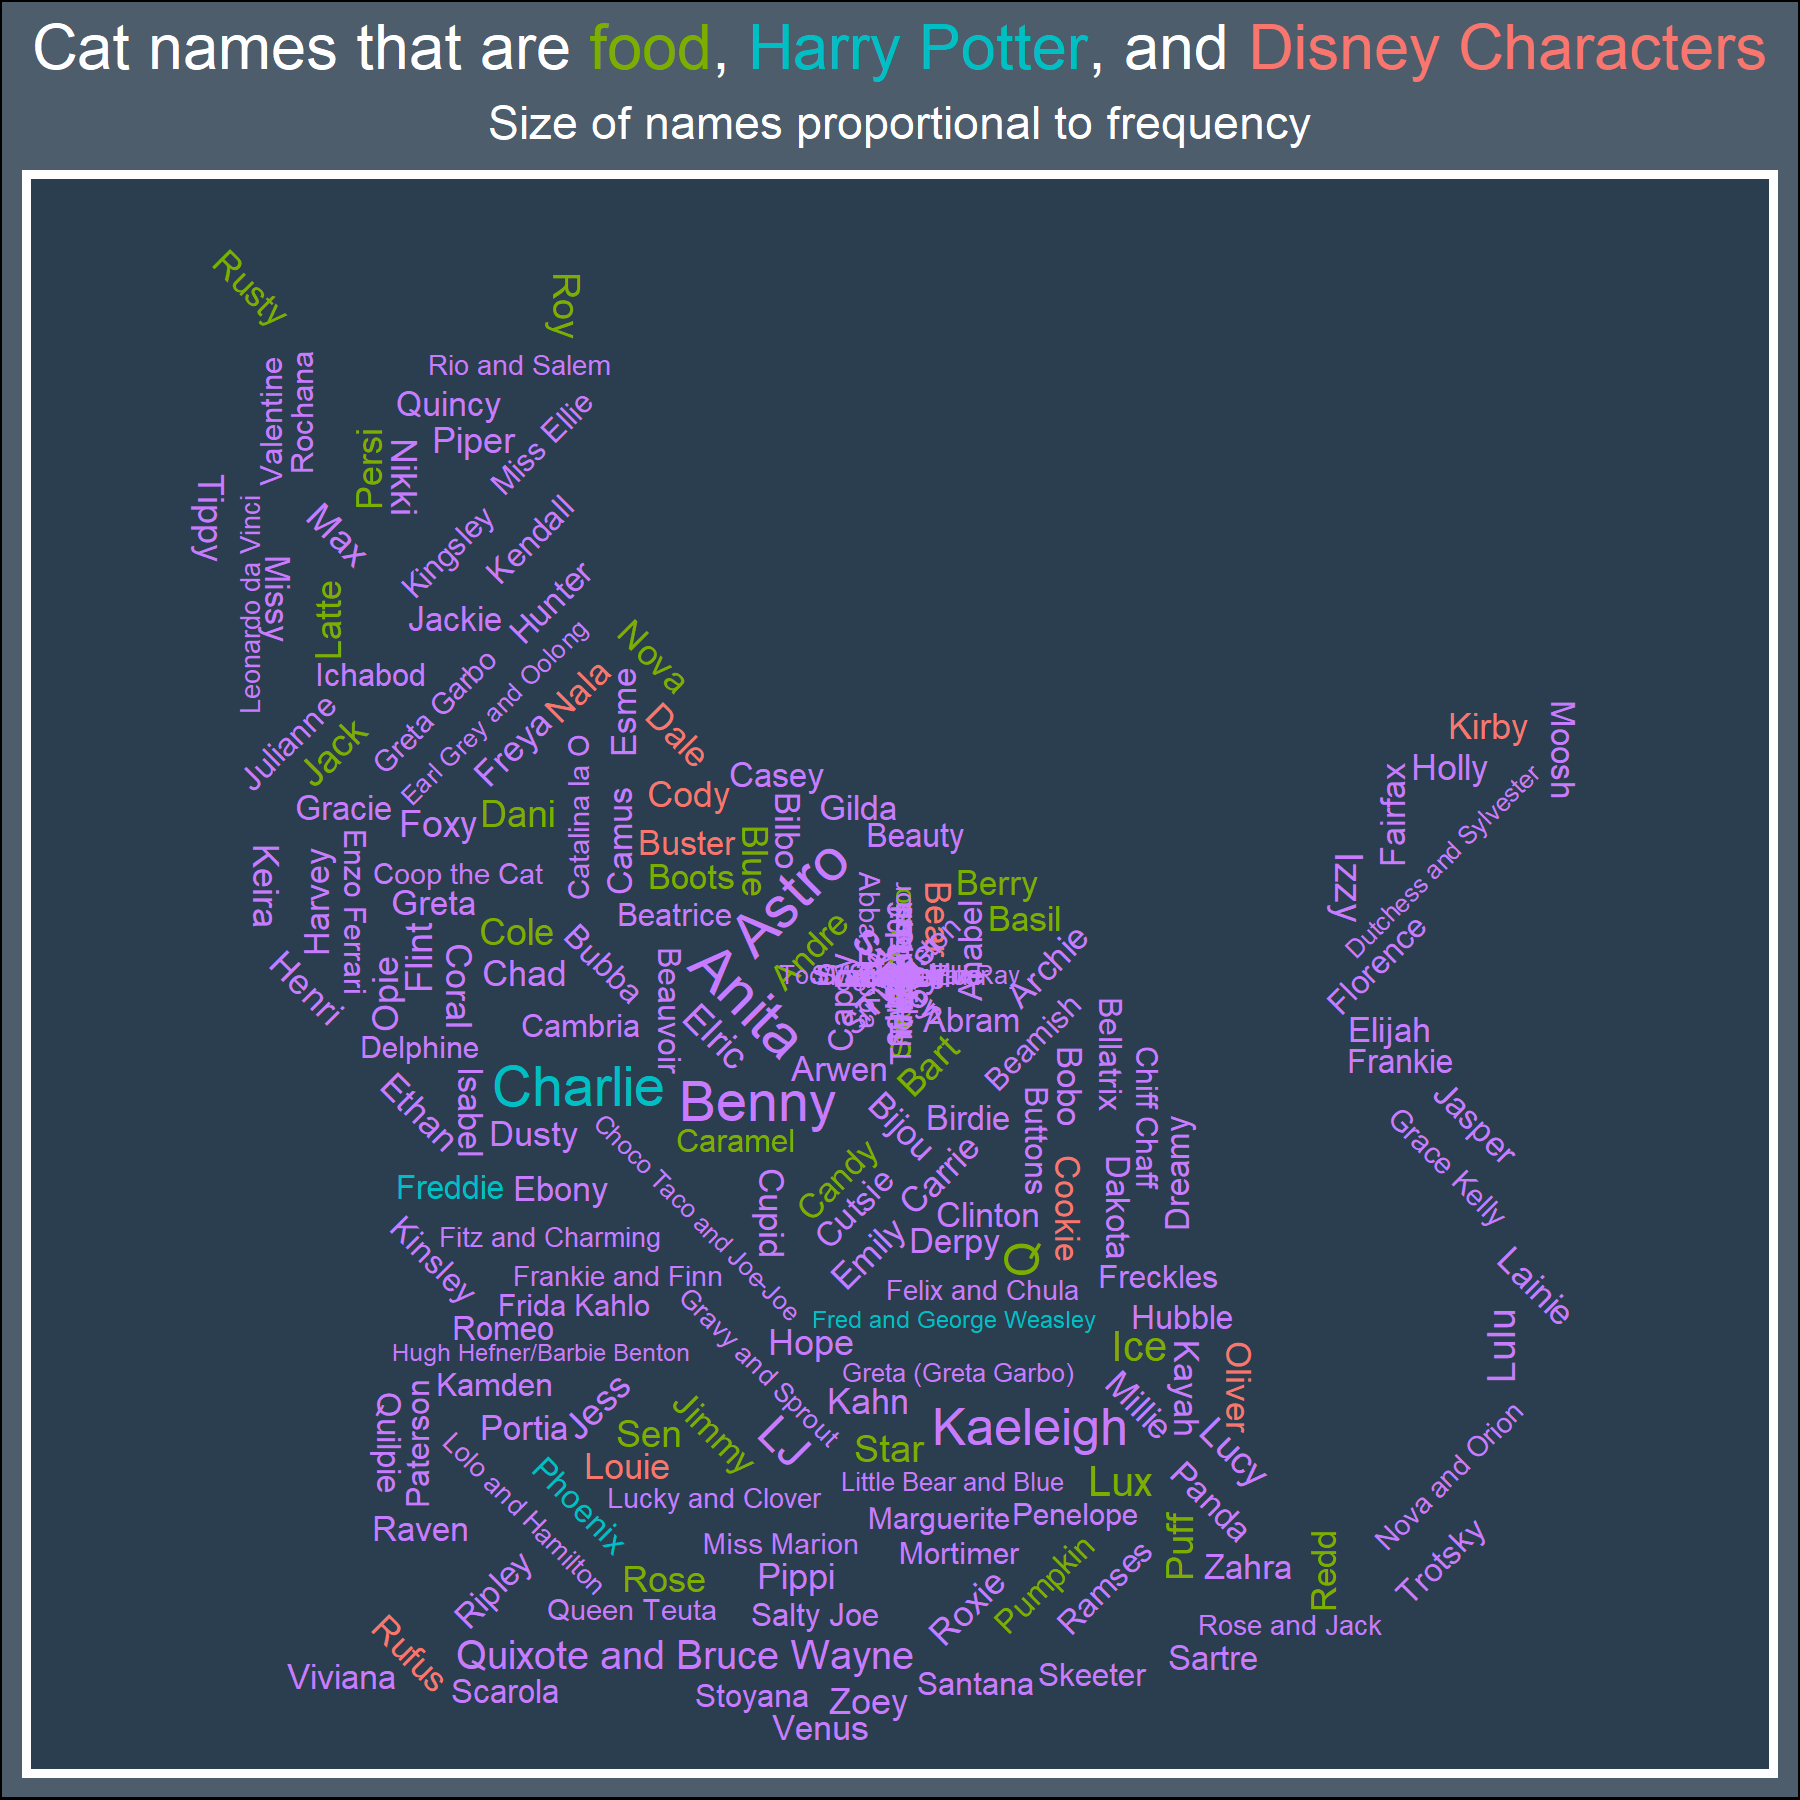 Cat names that are food, Harry Potter, and Disney Characters
Size of names proportional to frequency
Rusty
Roy
Rio and Salem
Valentine
Rochana
Quincy
Miss Ellie
Persi
Nikki
Piper
Tippy
Leonardo da Vinci
Max
Kingsley
Kendall
Missy
Latte
Jackie
Hunter
Nova
Ichabod
Greta Garbo
Earl Grey and Oolong
Nala
Esme
Dale
Julianne
Jack
Freya
Kirby
Moosh
Catalina la O
Cody
Casey
Holly
Fairfax
Dutchess and Sylvester
Gracie
Foxy
Dani
Camus
Bilbo
Gilda
Buster
Blue
Beauty
Astro
Keira
Harvey
Enzo Ferrari
Coop the Cat
Boots
Berry
Izzy
Greta
Beatrice
Bear
Anabel
Basil
Flint
Cole
Andre
Archie
Florence
Henri
Opie
Coral
Chad
Bubba
Beauvoir
Anita
Cambria
Elric
Abram
Elijah
Delphine
Arwen
Bart
Beamish
Bellatrix
Frankie
Charlie
Benny
Ethan
Isabel
Dusty
Choco Taco and Joe-Joe
Caramel
Bijou
Birdie
Buttons
Bobo
Chiff Chaff
Dreamy
Jasper
Grace Kelly
Freddie
Ebony
Cupid
Candy
Cutsie
Carrie
Cookie
Dakota
Kinsley
Fitz and Charming
Emily
Clinton
Derpy
Q
Frankie and Finn
Felix and Chula
Freckles
Lainie
Frida Kahlo
Gravy and Sprout
Fred and George Weasley
Hubble
Romeo
Hope
Ice
Lulu
Hugh Hefner/Barbie Benton
Greta (Greta Garbo)
Kayah
Oliver
Kamden
Jess
Kahn
Millie
Quilpie
Paterson
Portia
Sen
Jimmy
LJ
Star
Kaeleigh
Lucy
Nova and Orion
Lolo and Hamilton
Phoenix
Louie
Little Bear and Blue
Lux
Panda
Lucky and Clover
Marguerite
Penelope
Raven
Miss Marion
Mortimer
Puff
Redd
Trotsky
Ripley
Rose
Pippi
Roxie
Pumpkin
Ramses
Zahra
Queen Teuta
Salty Joe
Rose and Jack
Rufus
Quixote and Bruce Wayne
Sartre
Viviana
Scarola
Stoyana
Zoey
Santana
Skeeter
Venus